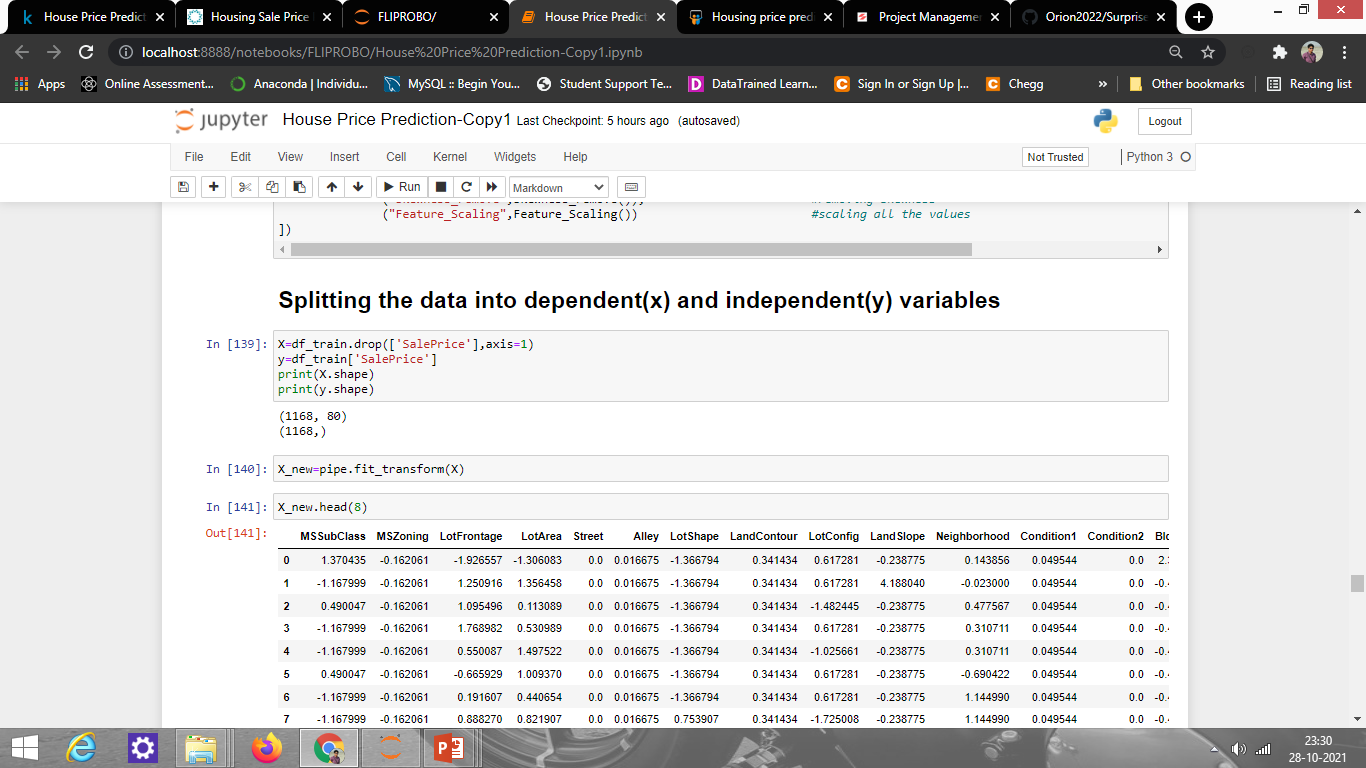 House Price Predict
Housing Sale Price
FLIPROBO/
House Price Predict
Housing price pred
Project Manageme
Orion2022/Surprise
localhost:8888/notebooks/FLIPROBO/House%20Price%20Prediction-Copy1.ipynb
Apps
Online Assessment...
Anaconda | Individu...
MySQL :: Begin You...
Student Support Te...
DataTrained Learn...
Sign In or Sign Up |...
Chegg
»
Other bookmarks
Reading list
jupyter House Price Prediction-Copy1 Last Checkpoint: 5 hours ago (autosaved)
Logout
File Edit View Insert Cell Kernel Widgets Help
Not Trusted
Python 3
Run
Markdown
("Feature_Scaling",Feature_Scaling()) #scaling all the values
])
Splitting the data into dependent(x) and independent(y) variables
In [139]: X=df_train.drop(['SalePrice'],axis=1)
y=df_train['SalePrice']
print(X.shape)
print(y.shape)
(1168, 80)
(1168,)
In [140]: X_new=pipe.fit_transform(X)
In [141]: X_new.head(8)
Out[141]:
MSSubClass MSZoning LotFrontage LotArea Street Alley LotShape LandContour LotConfig LandSlope Neighborhood Condition1 Condition2 Blo
0 1.370435 -0.162061 -1.926557 -1.306083 0.0 0.016675 -1.366794 0.341434 0.617281 -0.238775 0.143856 0.049544 0.0 2.
1 -1.167999 -0.162061 1.250916 1.356458 0.0 0.016675 -1.366794 0.341434 0.617281 4.188040 -0.023000 0.049544 0.0 -0.
2 0.490047 -0.162061 1.095496 0.113089 0.0 0.016675 -1.366794 0.341434 -1.482445 -0.238775 0.477567 0.049544 0.0 -0.
3 -1.167999 -0.162061 1.768982 0.530989 0.0 0.016675 -1.366794 0.341434 0.617281 -0.238775 0.310711 0.049544 0.0 -0.
4 -1.167999 -0.162061 0.550087 1.497522 0.0 0.016675 -1.366794 0.341434 -1.025661 -0.238775 0.310711 0.049544 0.0 -0.
5 0.490047 -0.162061 -0.665929 1.009370 0.0 0.016675 -1.366794 0.341434 0.617281 -0.238775 -0.690422 0.049544 0.0 -0.
6 -1.167999 -0.162061 0.191607 0.440654 0.0 0.016675 -1.366794 0.341434 0.617281 -0.238775 1.144990 0.049544 0.0 -0.
7 -1.167999 -0.162061 0.888270 0.821907 0.0 0.016675 0.753907 0.341434 -1.725008 -0.238775 1.144990 0.049544 0.0 -0.
23:30
28-10-2021